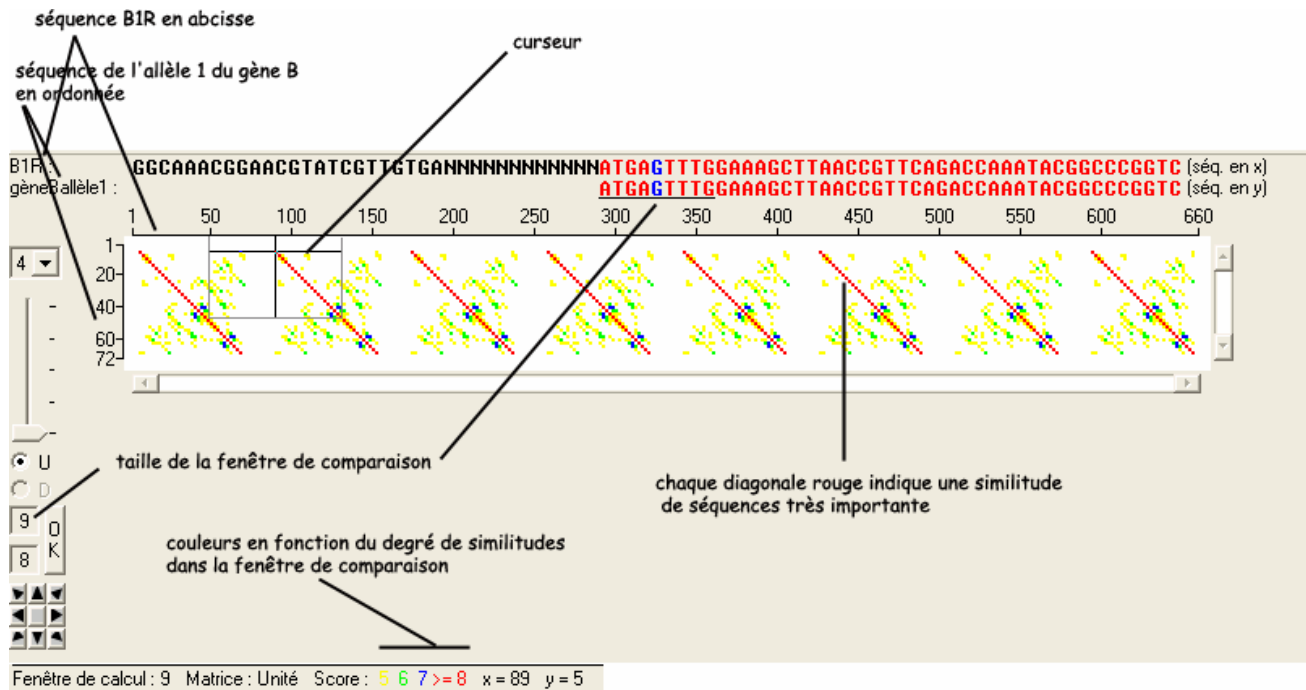 séquence B1R en abcisse
curseur
séquence de l'allèle 1 du gène B
en ordonnée
B1R : GGCAAACGGAACGTATCGTTGTGANNNNNNNNNNNNATGAGTTTGGAAAGCTTAACCGTTCAGACCAAATACGGCCCGGTC (séq. en x)
gèneBallèle1 : ATGAGTTTGGAAAGCTTAACCGTTCAGACCAAATACGGCCCGGTC (séq. en y)
1 50 100 150 200 250 300 350 400 450 500 550 600 660
1
4
20
40
60
72
U
D
taille de la fenêtre de comparaison
chaque diagonale rouge indique une similitude
de séquences très importante
9
OK
8
couleurs en fonction du degré de similitudes
dans la fenêtre de comparaison
Fenêtre de calcul : 9 Matrice : Unité Score : 5 6 7 >= 8 x = 89 y = 5